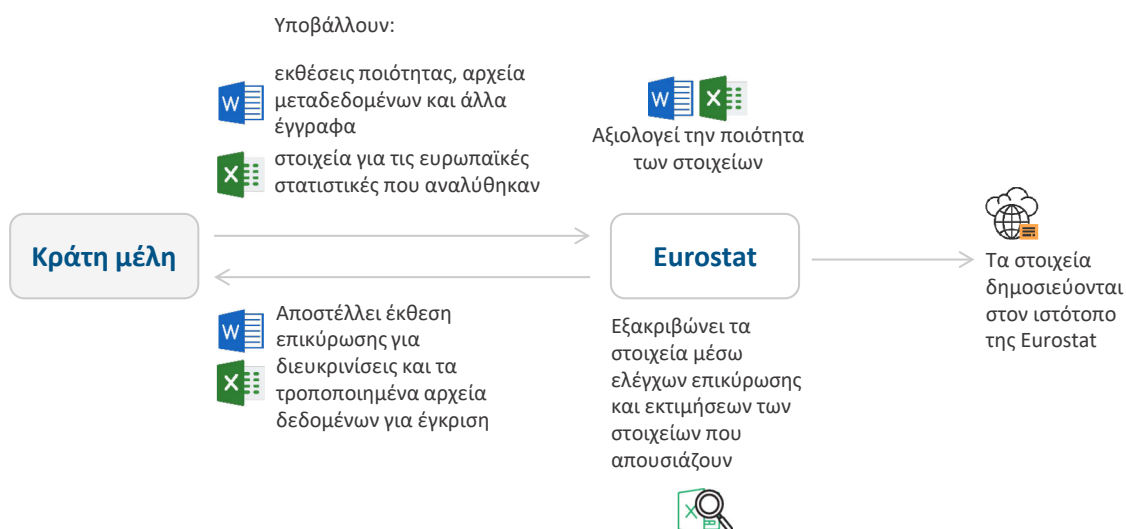 Υποβάλλουν:
εκθέσεις ποιότητας, αρχεία
μεταδεδομένων και άλλα
έγγραφα
στοιχεία για τις ευρωπαϊκές
στατιστικές που αναλύθηκαν
Αξιολογεί την ποιότητα
των στοιχείων
Κράτη μέλη
Eurostat
Τα στοιχεία
δημοσιεύονται
στον ιστότοπο
της Eurostat
Αποστέλλει έκθεση
επικύρωσης για
διευκρινίσεις και τα
τροποποιημένα αρχεία
δεδομένων για έγκριση
Εξακριβώνει τα
στοιχεία μέσω
ελέγχων επικύρωσης
και εκτιμήσεων των
στοιχείων που
απουσιάζουν